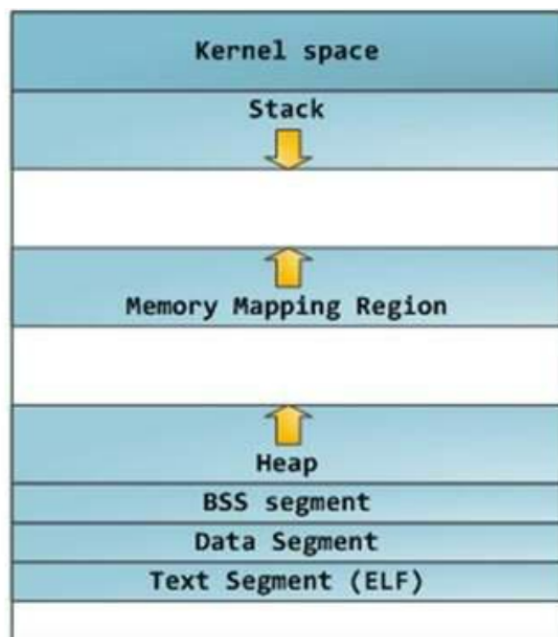 Kernel space
Stack
Memory Mapping Region
Heap
BSS segment
Data Segment
Text Segment (ELF)